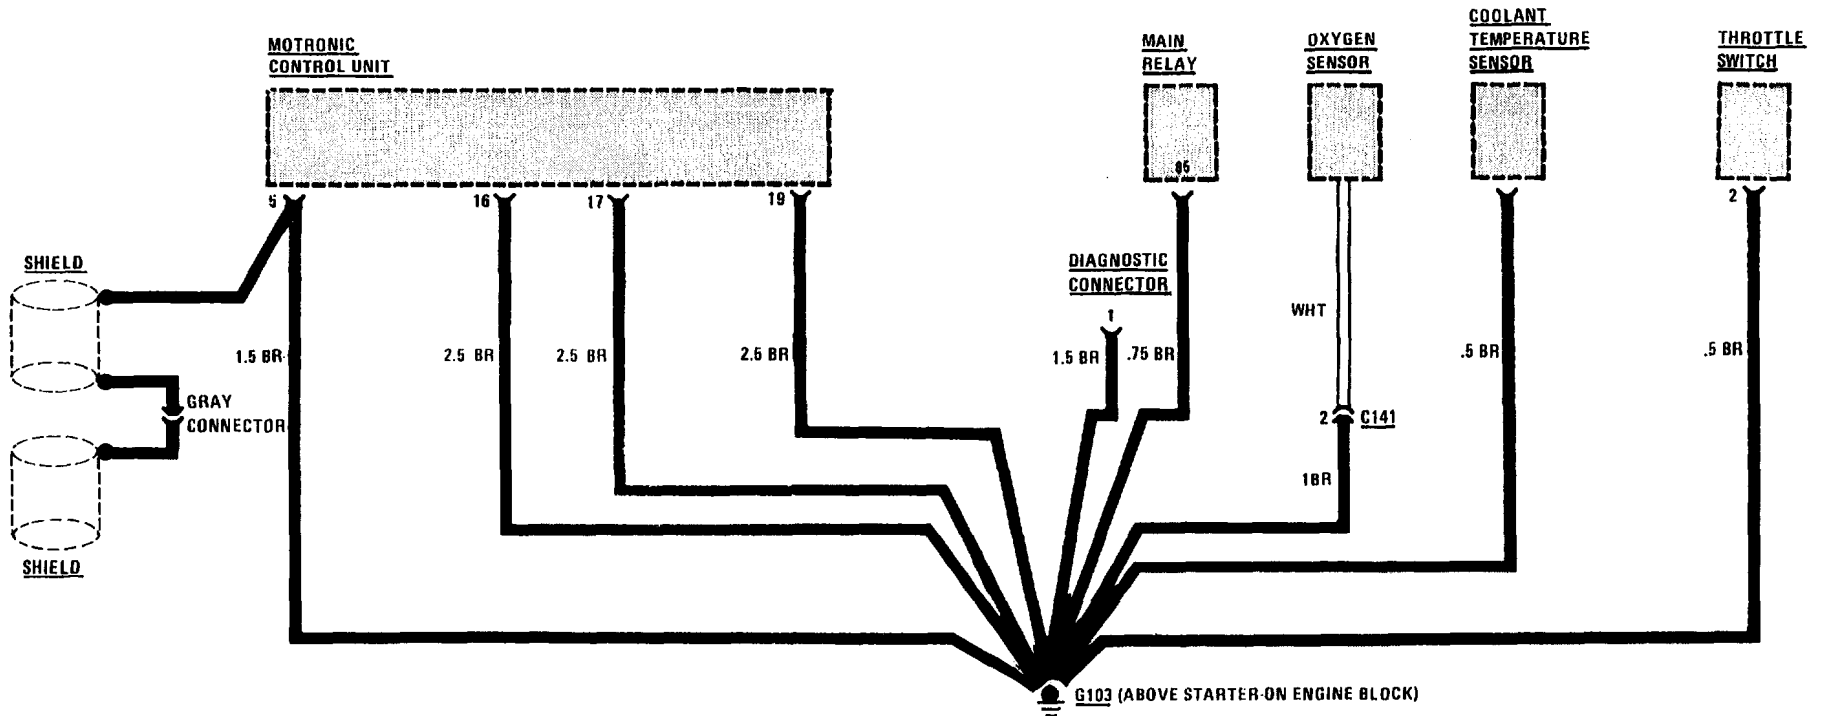 MOTRONIC
CONTROL UNIT
MAIN
RELAY
OXYGEN
SENSOR
COOLANT
TEMPERATURE
SENSOR
THROTTLE
SWITCH
85
5
16
17
19
2
SHIELD
DIAGNOSTIC
CONNECTOR
1
WHT
1.5 BR
2.5 BR
2.5 BR
2.5 BR
1.5 BR
.75 BR
.5 BR
.5 BR
GRAY
CONNECTOR
2
C141
1BR
SHIELD
G103 (ABOVE STARTER ON ENGINE BLOCK)